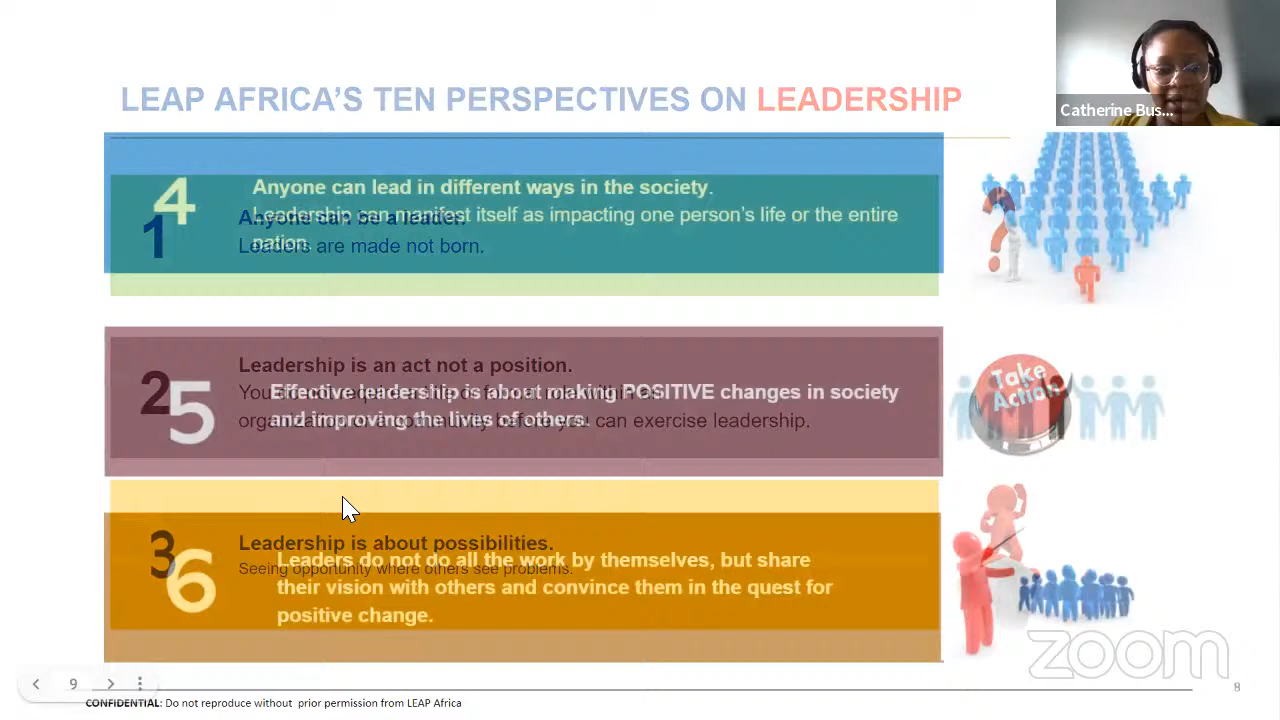 LEAP AFRICA'S TEN PERSPECTIVES ON LEADERSHIP
Catherine Bus...
4
Anyone can lead in different ways in the society.
Leadership can manifest itself as impacting one person's life or the entire
nation.
1
Anyone can be a leader.
Leaders are made not born.
2
Leadership is an act not a position.
You
organization or community before you can exercise leadership.
5
Effective leadership is about making POSITIVE changes in society
and improving the lives of others.
Take
Action
3
Leadership is about possibilities.
Seeing opportunity where others see problems.
6
Leaders do not do all the work by themselves, but share
their vision with others and convince them in the quest for
positive change.
zoom
9
8
CONFIDENTIAL: Do not reproduce without prior permission from LEAP Africa